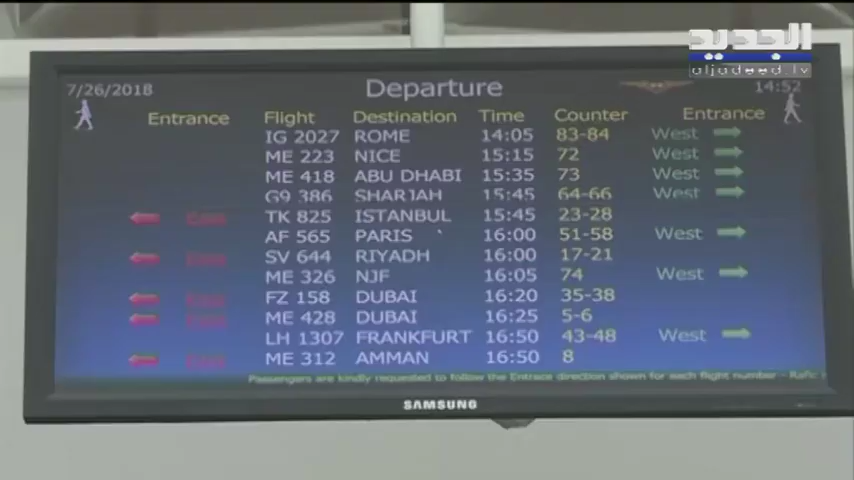 الجديد
aljadeed.tv
7/26/2018 Departure 14:52
Entrance Flight Destination Time Counter Entrance
IG 2027 ROME 14:05 83-84 West
ME 223 NICE 15:15 72 West
ME 418 ABU DHABI 15:35 73 West
G9 386 SHARJAH 15:45 64-66 West
East TK 825 ISTANBUL 15:45 23-28
AF 565 PARIS 16:00 51-58 West
East SV 644 RIYADH 16:00 17-21
ME 326 NJF 16:05 74 West
East FZ 158 DUBAI 16:20 35-38
East ME 428 DUBAI 16:25 5-6
LH 1307 FRANKFURT 16:50 43-48 West
East ME 312 AMMAN 16:50 8
Passengers are kindly requested to follow the Entrace direction shown for each flight number - Rafic
SAMSUNG